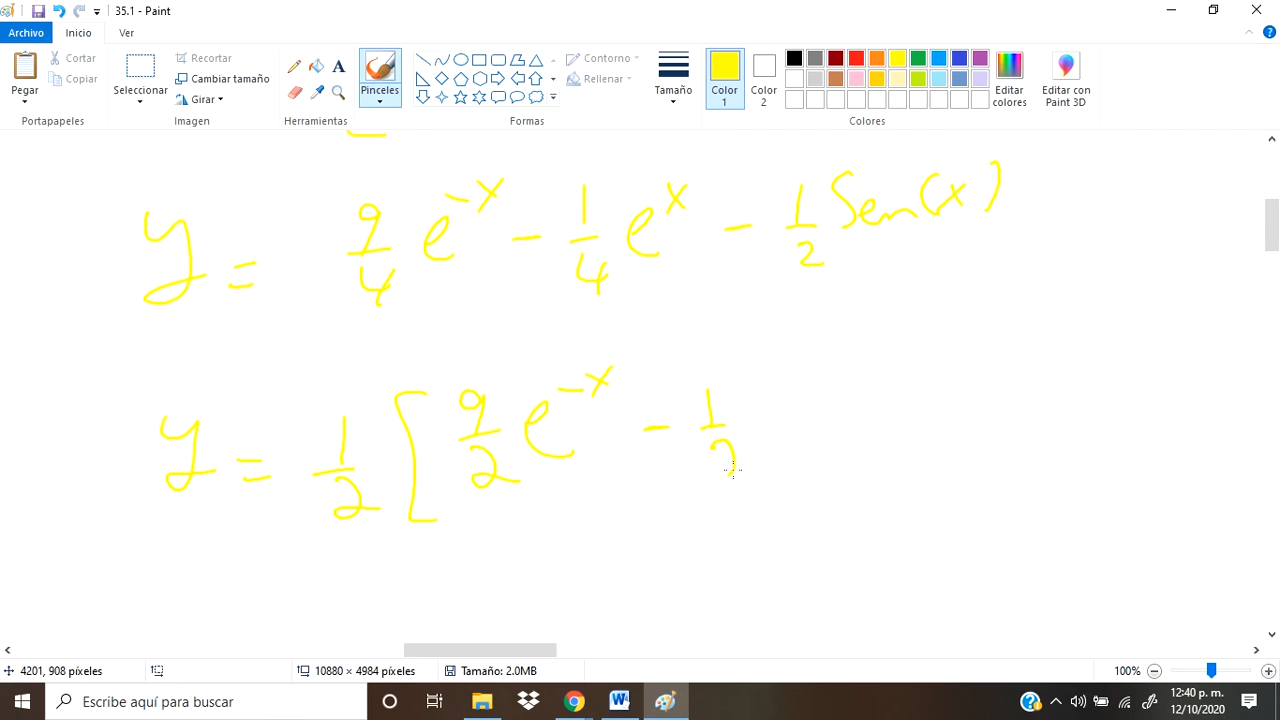 35.1 - Paint
Archivo Inicio Ver
Pegar Cortar Copiar Seleccionar Recortar Cambiar tamaño Girar Pinceles Contorno Rellenar Tamaño Color 1 Color 2 Editar colores Editar con Paint 3D
Portapapeles Imagen Herramientas Formas Colores
y = 9/4 e^{-x} - 1/4 e^{x} - 1/2 Sen(x)
y = 1/2 [ 9/2 e^{-x} - 1/2
4201, 908 píxeles 10880 × 4984 píxeles Tamaño: 2.0MB 100%
Escribe aquí para buscar 12:40 p. m.
12/10/2020